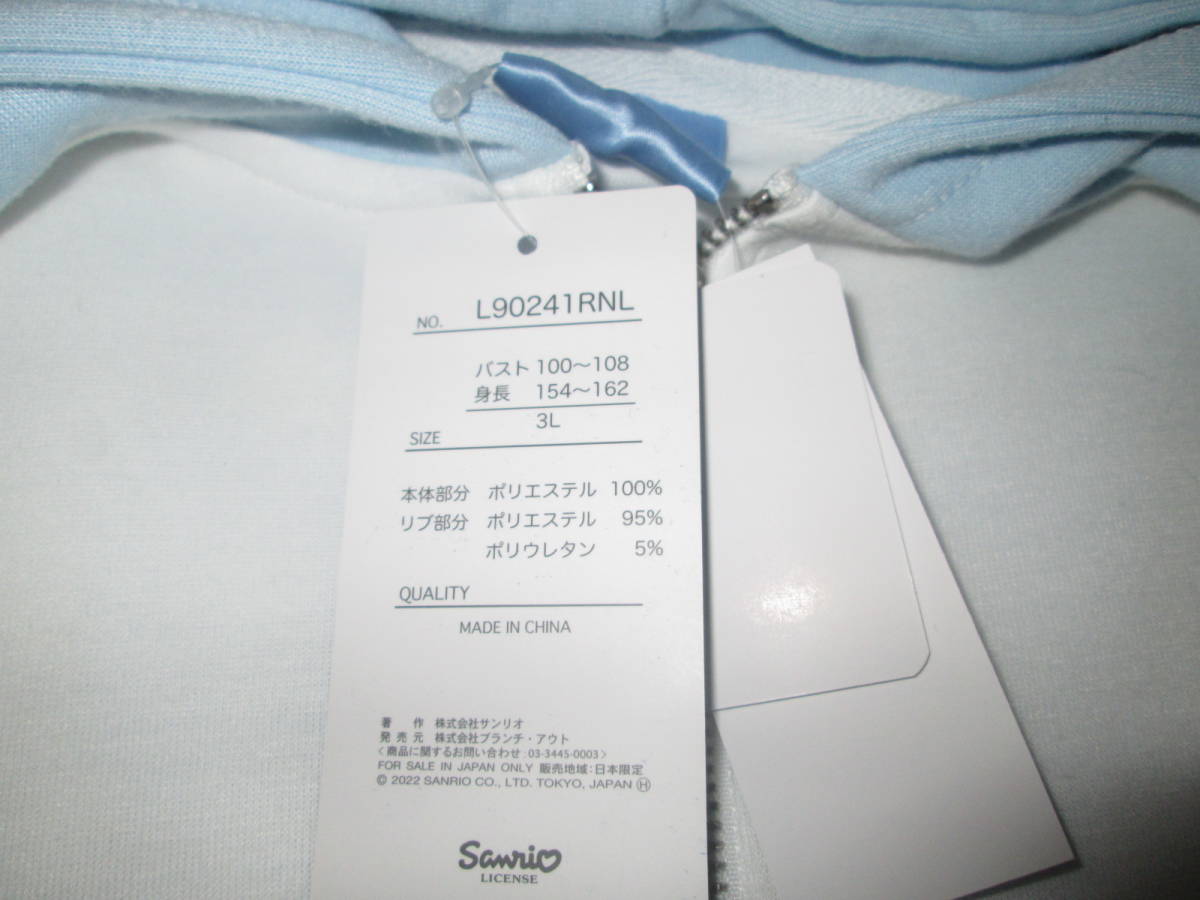 NO. L90241RNL
バスト 100～108
身長 154～162
3L
SIZE
本体部分 ポリエステル 100%
リブ部分 ポリエステル 95%
ポリウレタン 5%
QUALITY
MADE IN CHINA
著 作 株式会社サンリオ
発 売 元 株式会社ブランチ・アウト
<商品に関するお問い合わせ:03-3445-0003>
FOR SALE IN JAPAN ONLY 販売地域:日本限定
© 2022 SANRIO CO., LTD. TOKYO, JAPAN Ⓗ
Sanrio
LICENSE